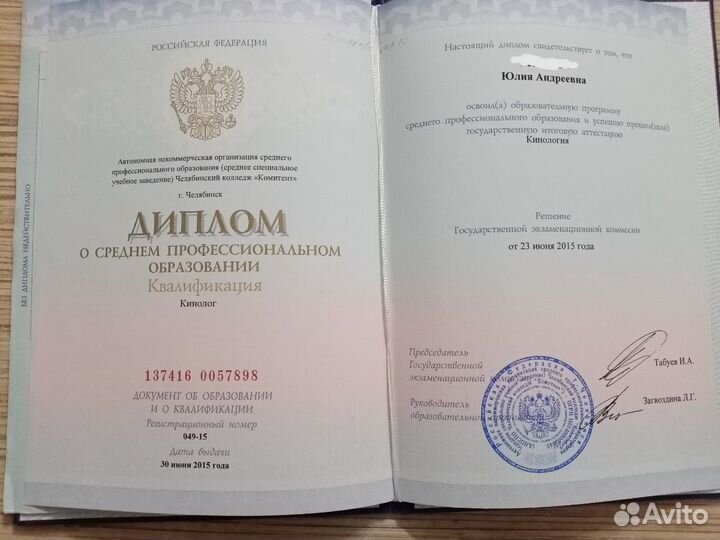 РОССИЙСКАЯ ФЕДЕРАЦИЯ
Автономная некоммерческая организация среднего
профессионального образования (среднее специальное
учебное заведение) Челябинский колледж «Комитент»
г. Челябинск
ДИПЛОМ
О СРЕДНЕМ ПРОФЕССИОНАЛЬНОМ
ОБРАЗОВАНИИ
Квалификация
Кинолог
137416 0057898
ДОКУМЕНТ ОБ ОБРАЗОВАНИИ
И О КВАЛИФИКАЦИИ
Регистрационный номер
049-15
Дата выдачи
30 июня 2015 года
БЕЗ ДИПЛОМА НЕДЕЙСТВИТЕЛЬНО
Настоящий диплом свидетельствует о том, что
Юлия Андреевна
освоил(а) образовательную программу
среднего профессионального образования и успешно прошел(шла)
государственную итоговую аттестацию
Кинология
Решение
Государственной экзаменационной комиссии
от 23 июня 2015 года
Председатель
Государственной
экзаменационной
Табуев И.А.
Руководитель
образовательной
Загвоздина Л.Г.
Avito